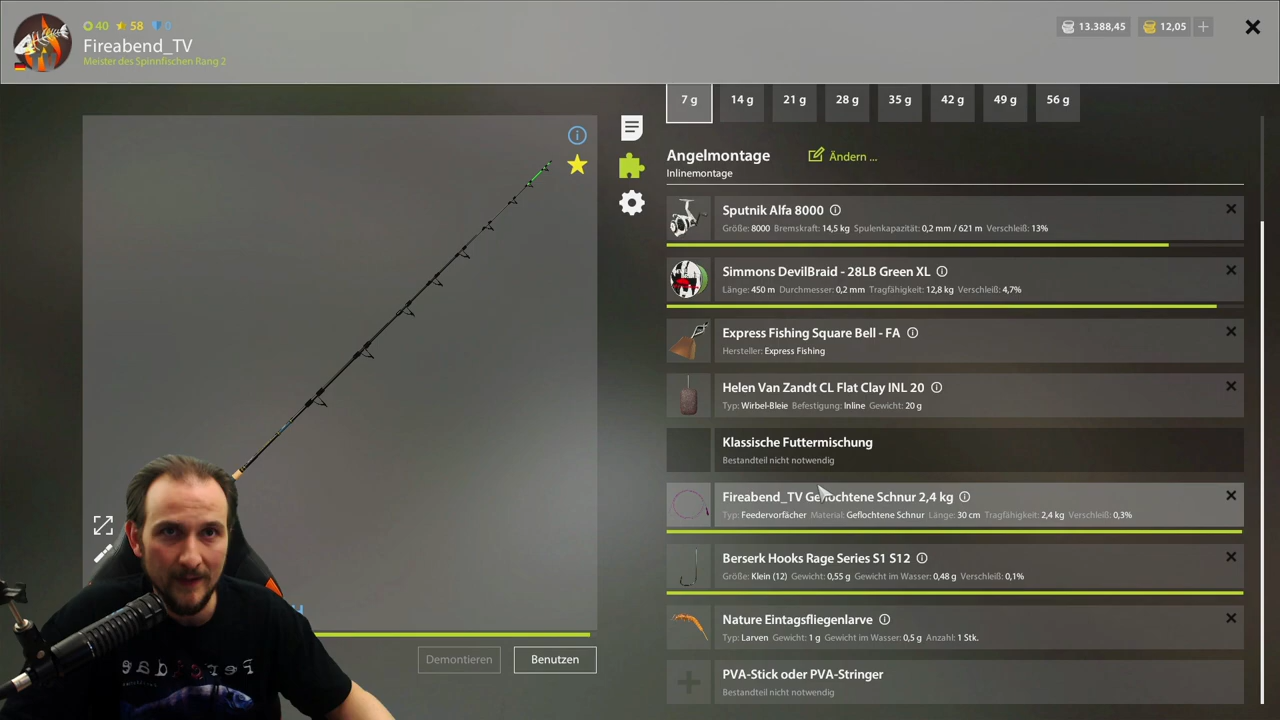 40 58 0
Fireabend_TV
Meister des Spinnfischen Rang 2
13.388,45
12,05
7 g
14 g
21 g
28 g
35 g
42 g
49 g
56 g
Angelmontage
Ändern ...
Inlinemontage
Sputnik Alfa 8000
Größe: 8000 Bremskraft: 14,5 kg Spulenkapazität: 0,2 mm / 621 m Verschleiß: 13%
Simmons DevilBraid - 28LB Green XL
Länge: 450 m Durchmesser: 0,2 mm Tragfähigkeit: 12,8 kg Verschleiß: 4,7%
Express Fishing Square Bell - FA
Hersteller: Express Fishing
Helen Van Zandt CL Flat Clay INL 20
Typ: Wirbel-Bleie Befestigung: Inline Gewicht: 20 g
Klassische Futtermischung
Bestandteil nicht notwendig
Fireabend_TV Geflochtene Schnur 2,4 kg
Typ: Feedervorfächer Material: Geflochtene Schnur Länge: 30 cm Tragfähigkeit: 2,4 kg Verschleiß: 0,3%
Berserk Hooks Rage Series S1 S12
Größe: Klein (12) Gewicht: 0,55 g Gewicht im Wasser: 0,48 g Verschleiß: 0,1%
Nature Eintagsfliegenlarve
Typ: Larven Gewicht: 1 g Gewicht im Wasser: 0,5 g Anzahl: 1 Stk.
PVA-Stick oder PVA-Stringer
Bestandteil nicht notwendig
Demontieren
Benutzen